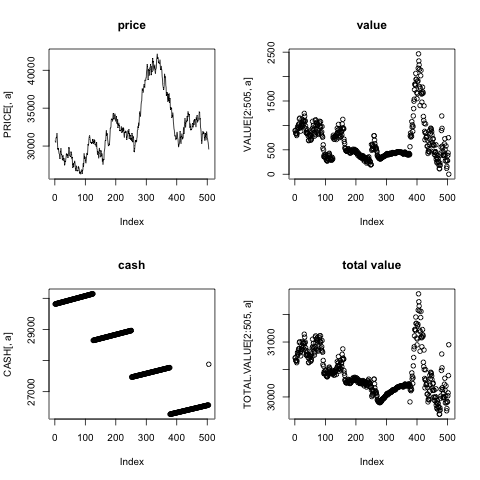 price
value
PRICE[, a]
30000 35000 40000
VALUE[2:505, a]
0 500 1500 2500
0 100 200 300 400 500
0 100 200 300 400 500
Index
Index
cash
total value
CASH[, a]
27000 29000
TOTAL.VALUE[2:505, a]
30000 31000
0 100 200 300 400 500
0 100 200 300 400 500
Index
Index